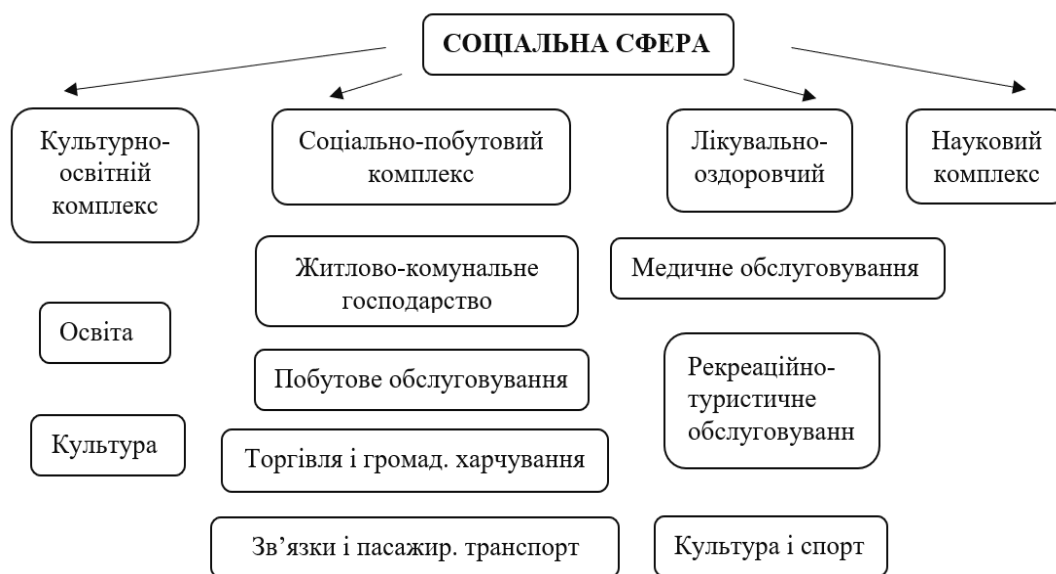 СОЦІАЛЬНА СФЕРА
Культурно-
освітній
комплекс
Соціально-побутовий
комплекс
Лікувально-
оздоровчий
Науковий
комплекс
Освіта
Культура
Житлово-комунальне
господарство
Побутове обслуговування
Торгівля і громад. харчування
Зв’язки і пасажир. транспорт
Медичне обслуговування
Рекреаційно-
туристичне
обслуговуванн
Культура і спорт